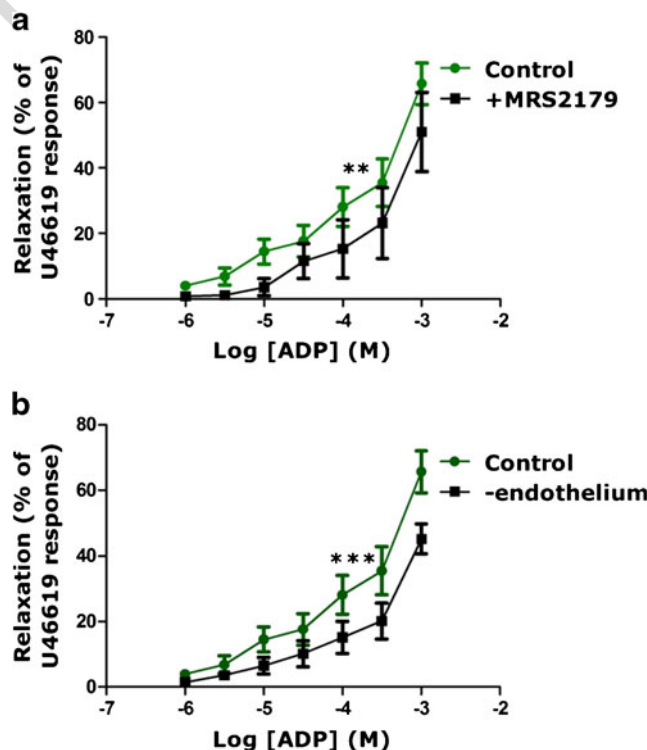 a
Relaxation (% of
U46619 response)
80
60
40
20
0
**
Control
+MRS2179
-7 -6 -5 -4 -3 -2
Log [ADP] (M)
b
Relaxation (% of
U46619 response)
80
60
40
20
0
***
Control
-endothelium
-7 -6 -5 -4 -3 -2
Log [ADP] (M)